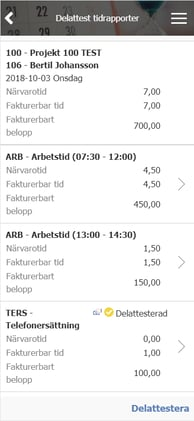 Delattest tidrapporter
100 - Projekt 100 TEST
106 - Bertil Johansson
2018-10-03 Onsdag
Närvarotid 7,00
Fakturerbar tid 7,00
Fakturerbart 700,00
belopp
ARB - Arbetstid (07:30 - 12:00)
Närvarotid 4,50
Fakturerbar tid 4,50
Fakturerbart 450,00
belopp
ARB - Arbetstid (13:00 - 14:30)
Närvarotid 1,50
Fakturerbar tid 1,50
Fakturerbart 150,00
belopp
TERS - Delattesterad
Telefonersättning
Närvarotid 0,00
Fakturerbar tid 1,00
Fakturerbart 100,00
belopp
Delattestera